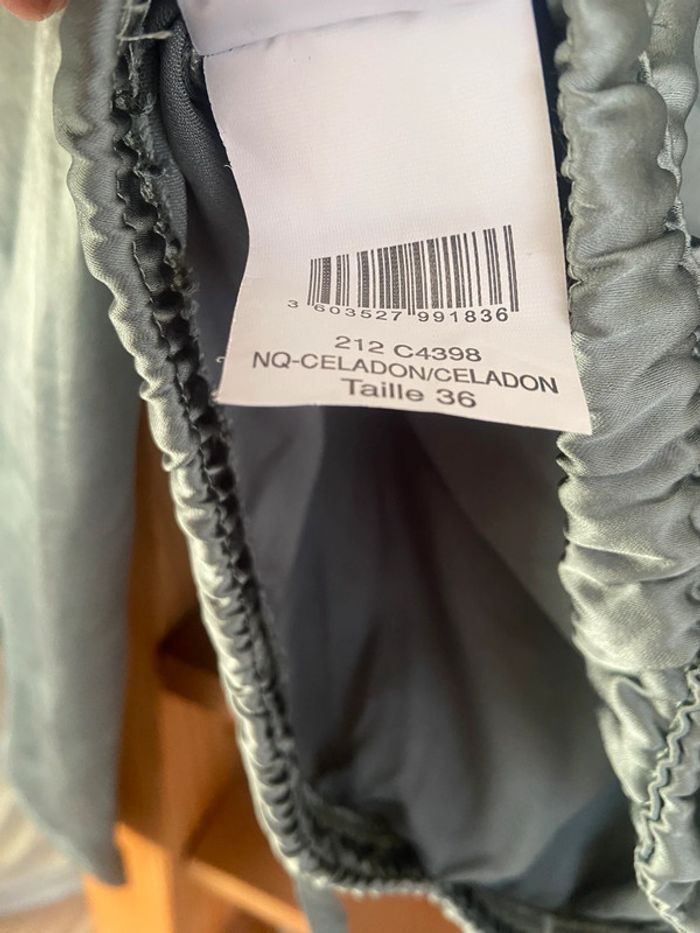 3 603527 991836
212 C4398
NQ-CELADON/CELADON
Taille 36